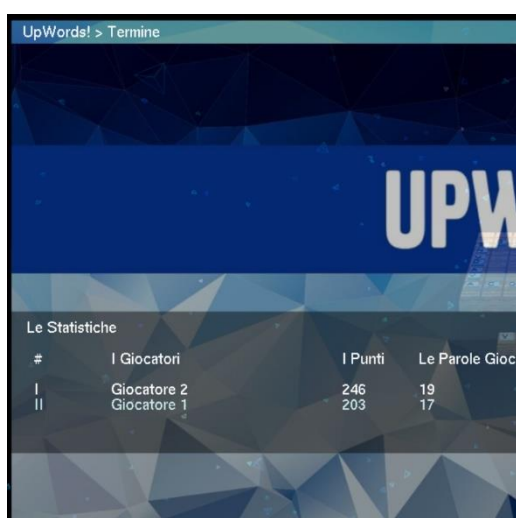 UpWords! > Termine
UPW
Le Statistiche
# I Giocatori I Punti Le Parole Gioc
I Giocatore 2 246 19
II Giocatore 1 203 17